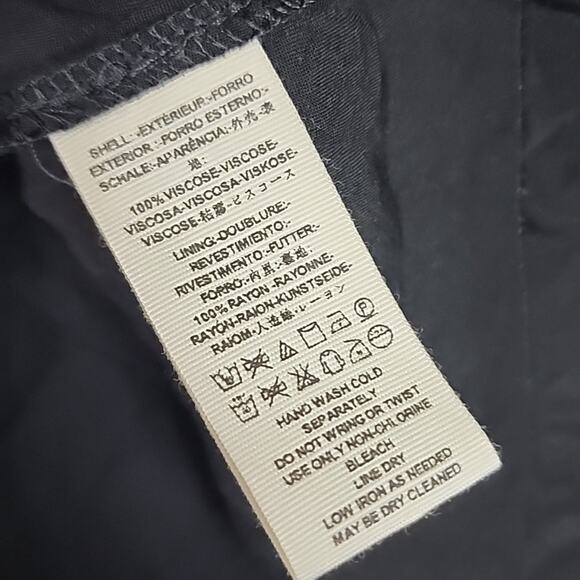 SHELL:-EXTÉRIEUR:-FORRO
EXTERIOR:-FORRO ESTERNO:-
SCHALE:-APARÊNCIA:-外壳:-表
地:
100% VISCOSE-VISCOSE-
VISCOSA-VISCOSA-VISKOSE-
VISCOSE-粘膠-ビスコース
LINING:-DOUBLURE:-
REVESTIMIENTO:-
RIVESTIMENTO:-FUTTER:-
FORRO:-内里:-裏地:-
100% RAYON-RAYONNE-
RAYÓN-RAION-KUNSTSEIDE-
RAIOM-人造絲-レーヨン
HAND WASH COLD
SEPARATELY
DO NOT WRING OR TWIST
USE ONLY NON-CHLORINE
BLEACH
LINE DRY
LOW IRON AS NEEDED
MAY BE DRY CLEANED